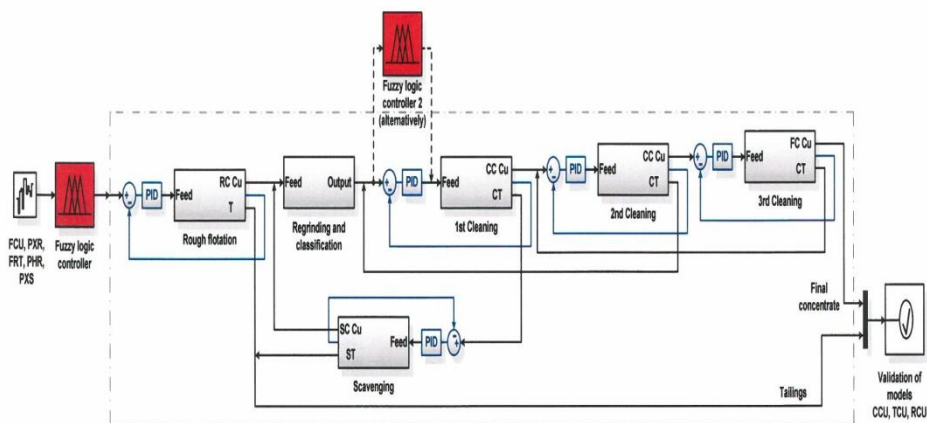 Fuzzy logic
controller 2
(alternatively)
FCU, PXR,
FRT, PHR,
PXS
Fuzzy logic
controller
PID
Feed
RC Cu
T
Rough flotation
Feed
Output
Regrinding and
classification
PID
Feed
CC Cu
CT
1st Cleaning
PID
Feed
CC Cu
CT
2nd Cleaning
PID
Feed
FC Cu
CT
3rd Cleaning
SC Cu
ST
Feed
PID
Scavenging
Final
concentrate
Tailings
Validation of
models
CCU, TCU, RCU